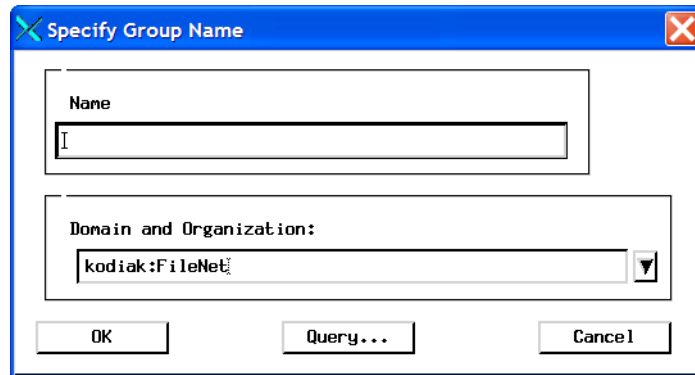 Specify Group Name
Name
Domain and Organization:
kodiak:FileNet
OK Query... Cancel